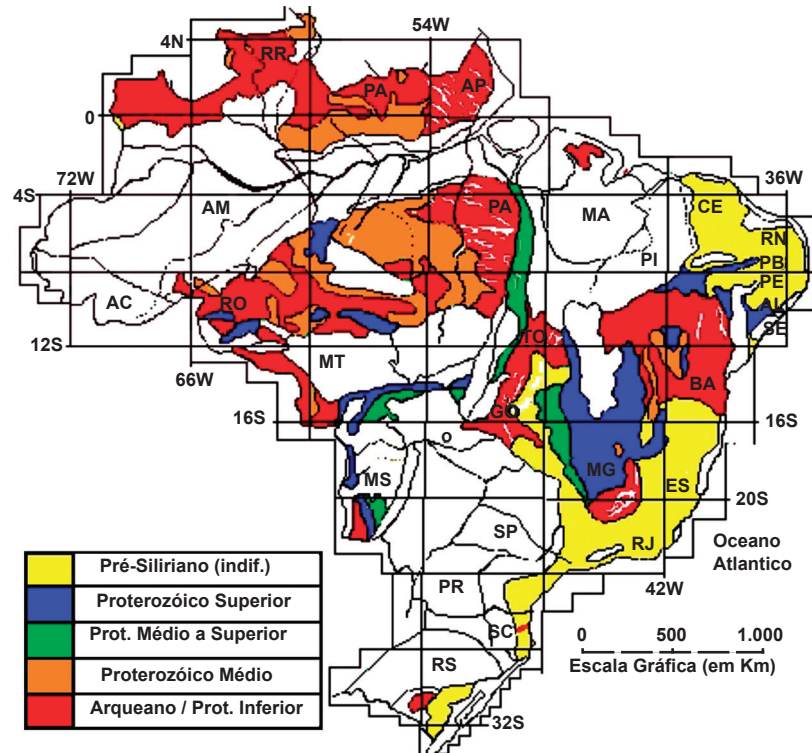 54W
4N
RR
PA
AP
0
72W
36W
4S
AM
PA
MA
CE
RN
PI
PB
PE
AC
RO
AL
SE
TO
12S
MT
BA
66W
GO
16S
16S
MS
MG
ES
20S
SP
RJ
Oceano
Atlantico
PR
42W
SC
RS
32S
0 500 1.000
Escala Gráfica (em Km)
Pré-Siliriano (indif.)
Proterozóico Superior
Prot. Médio a Superior
Proterozóico Médio
Arqueano / Prot. Inferior